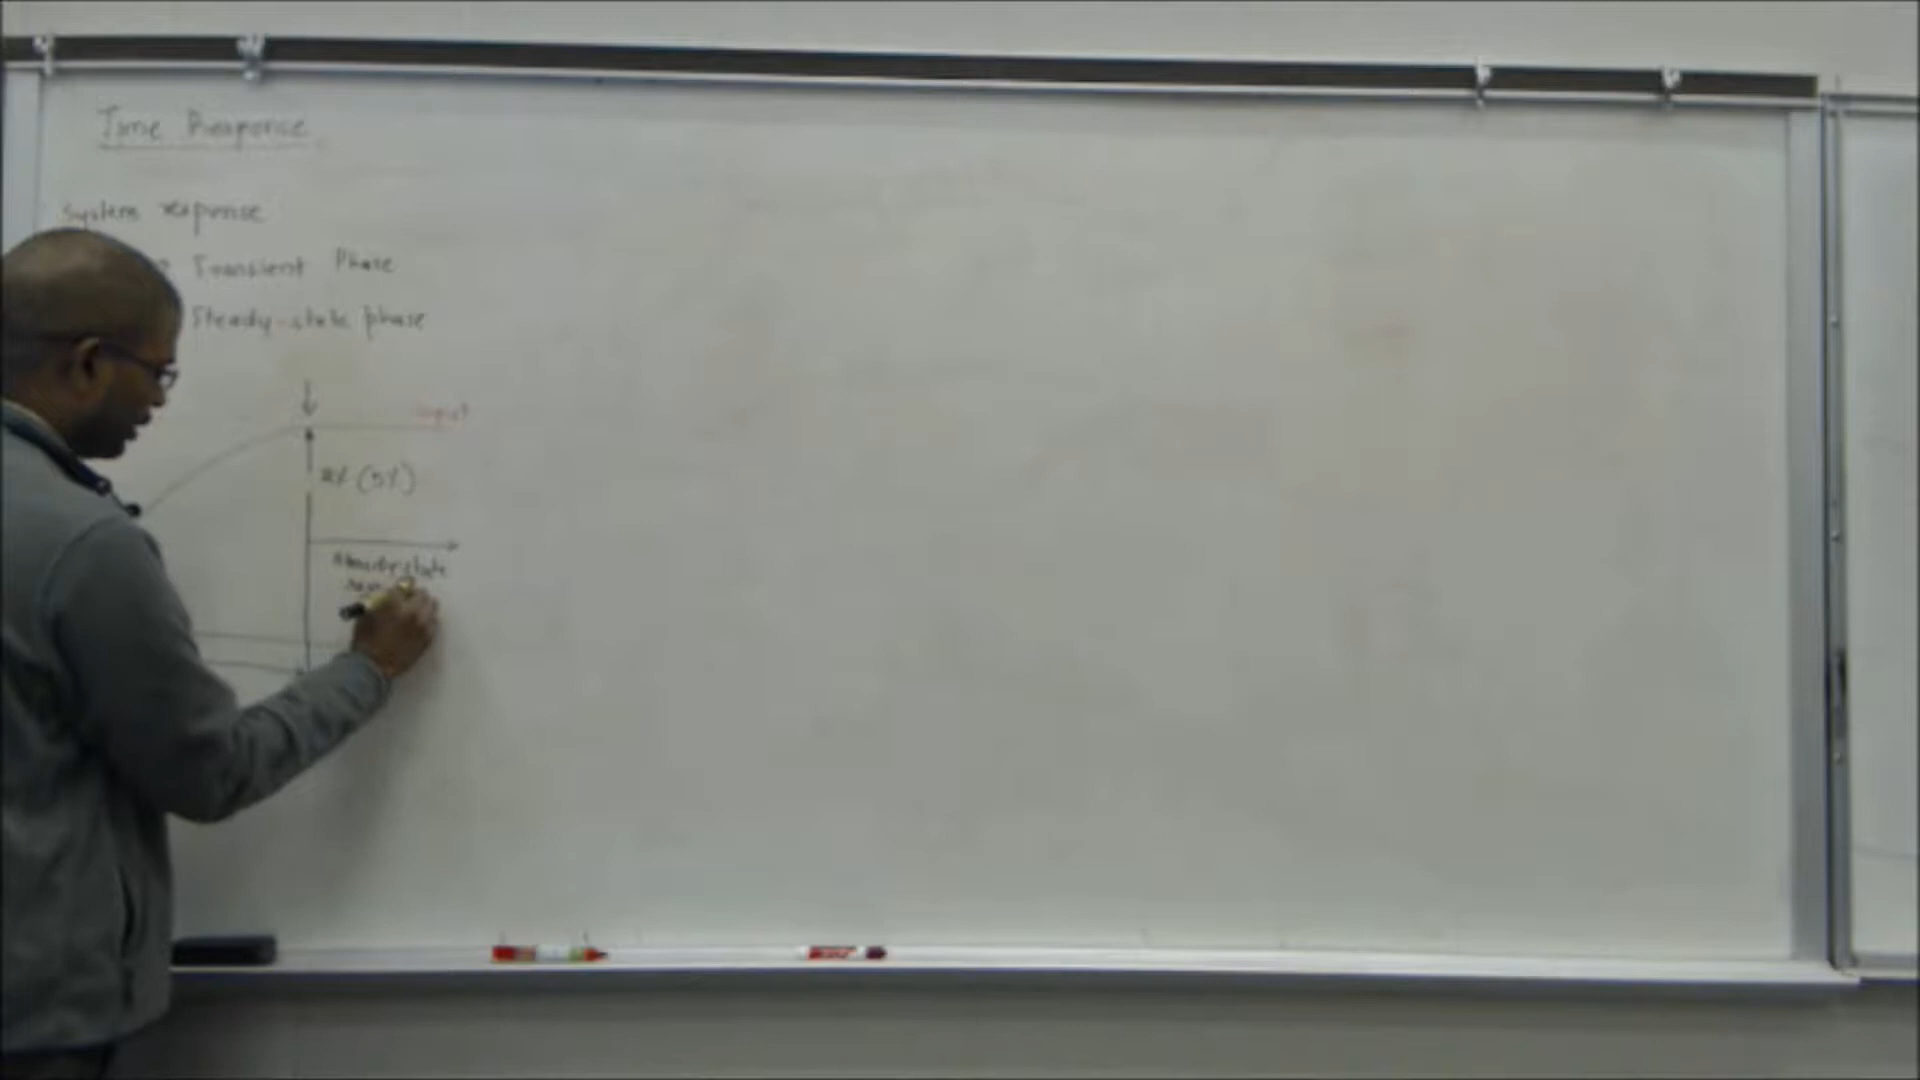 Time Response
System response
Transient Phase
Steady-state phase
input
2% (5%)
steady-state